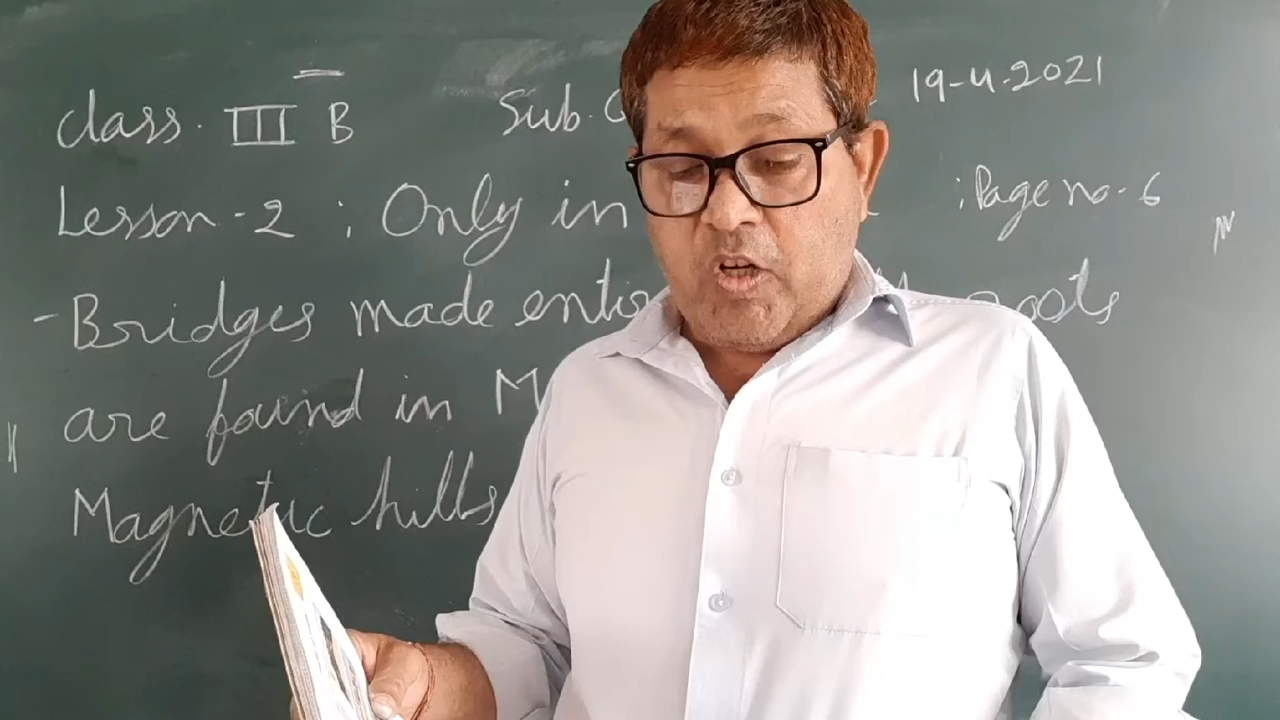 Class. III B Sub. G 19-4-2021
Lesson-2 ; Only in ; Page no-6
- Bridges made roots
are found in M
Magnetic hills